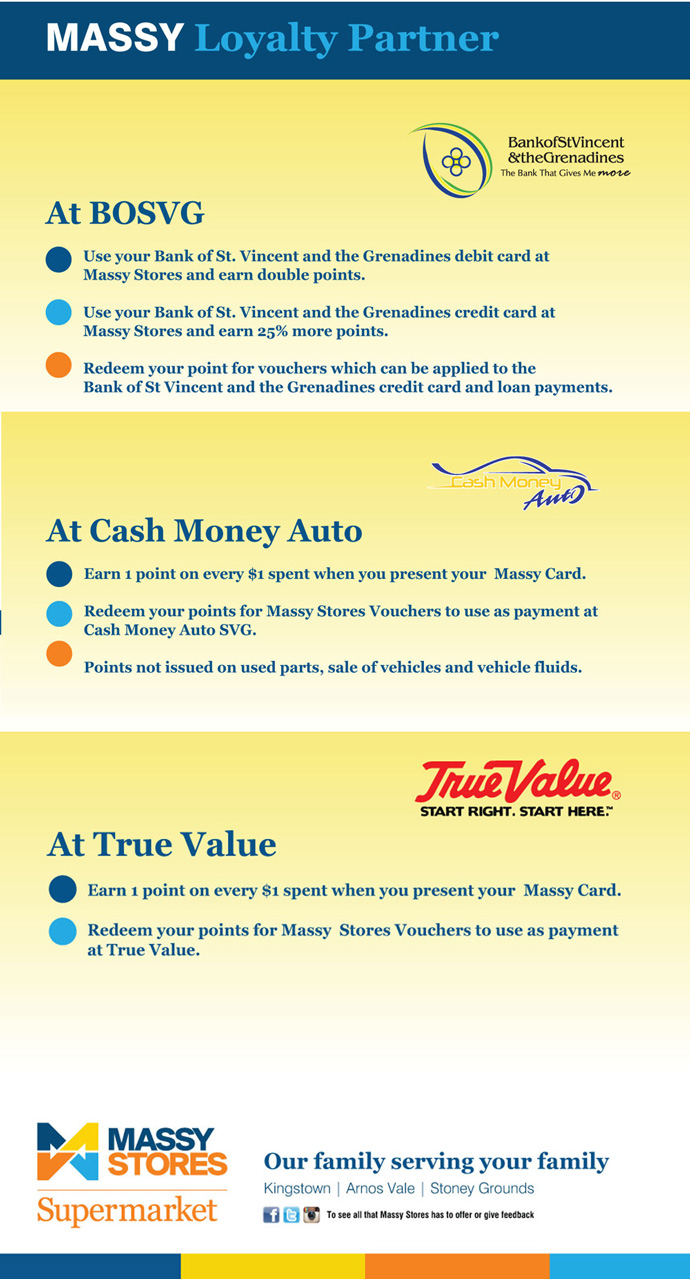 MASSY Loyalty Partner
BankofStVincent
&theGrenadines
The Bank That Gives Me more
At BOSVG
Use your Bank of St. Vincent and the Grenadines debit card at
Massy Stores and earn double points.
Use your Bank of St. Vincent and the Grenadines credit card at
Massy Stores and earn 25% more points.
Redeem your point for vouchers which can be applied to the
Bank of St Vincent and the Grenadines credit card and loan payments.
Cash Money
Auto
At Cash Money Auto
Earn 1 point on every $1 spent when you present your Massy Card.
Redeem your points for Massy Stores Vouchers to use as payment at
Cash Money Auto SVG.
Points not issued on used parts, sale of vehicles and vehicle fluids.
True Value®
START RIGHT. START HERE.™
At True Value
Earn 1 point on every $1 spent when you present your Massy Card.
Redeem your points for Massy Stores Vouchers to use as payment
at True Value.
MASSY
STORES
Supermarket
Our family serving your family
Kingstown | Arnos Vale | Stoney Grounds
To see all that Massy Stores has to offer or give feedback